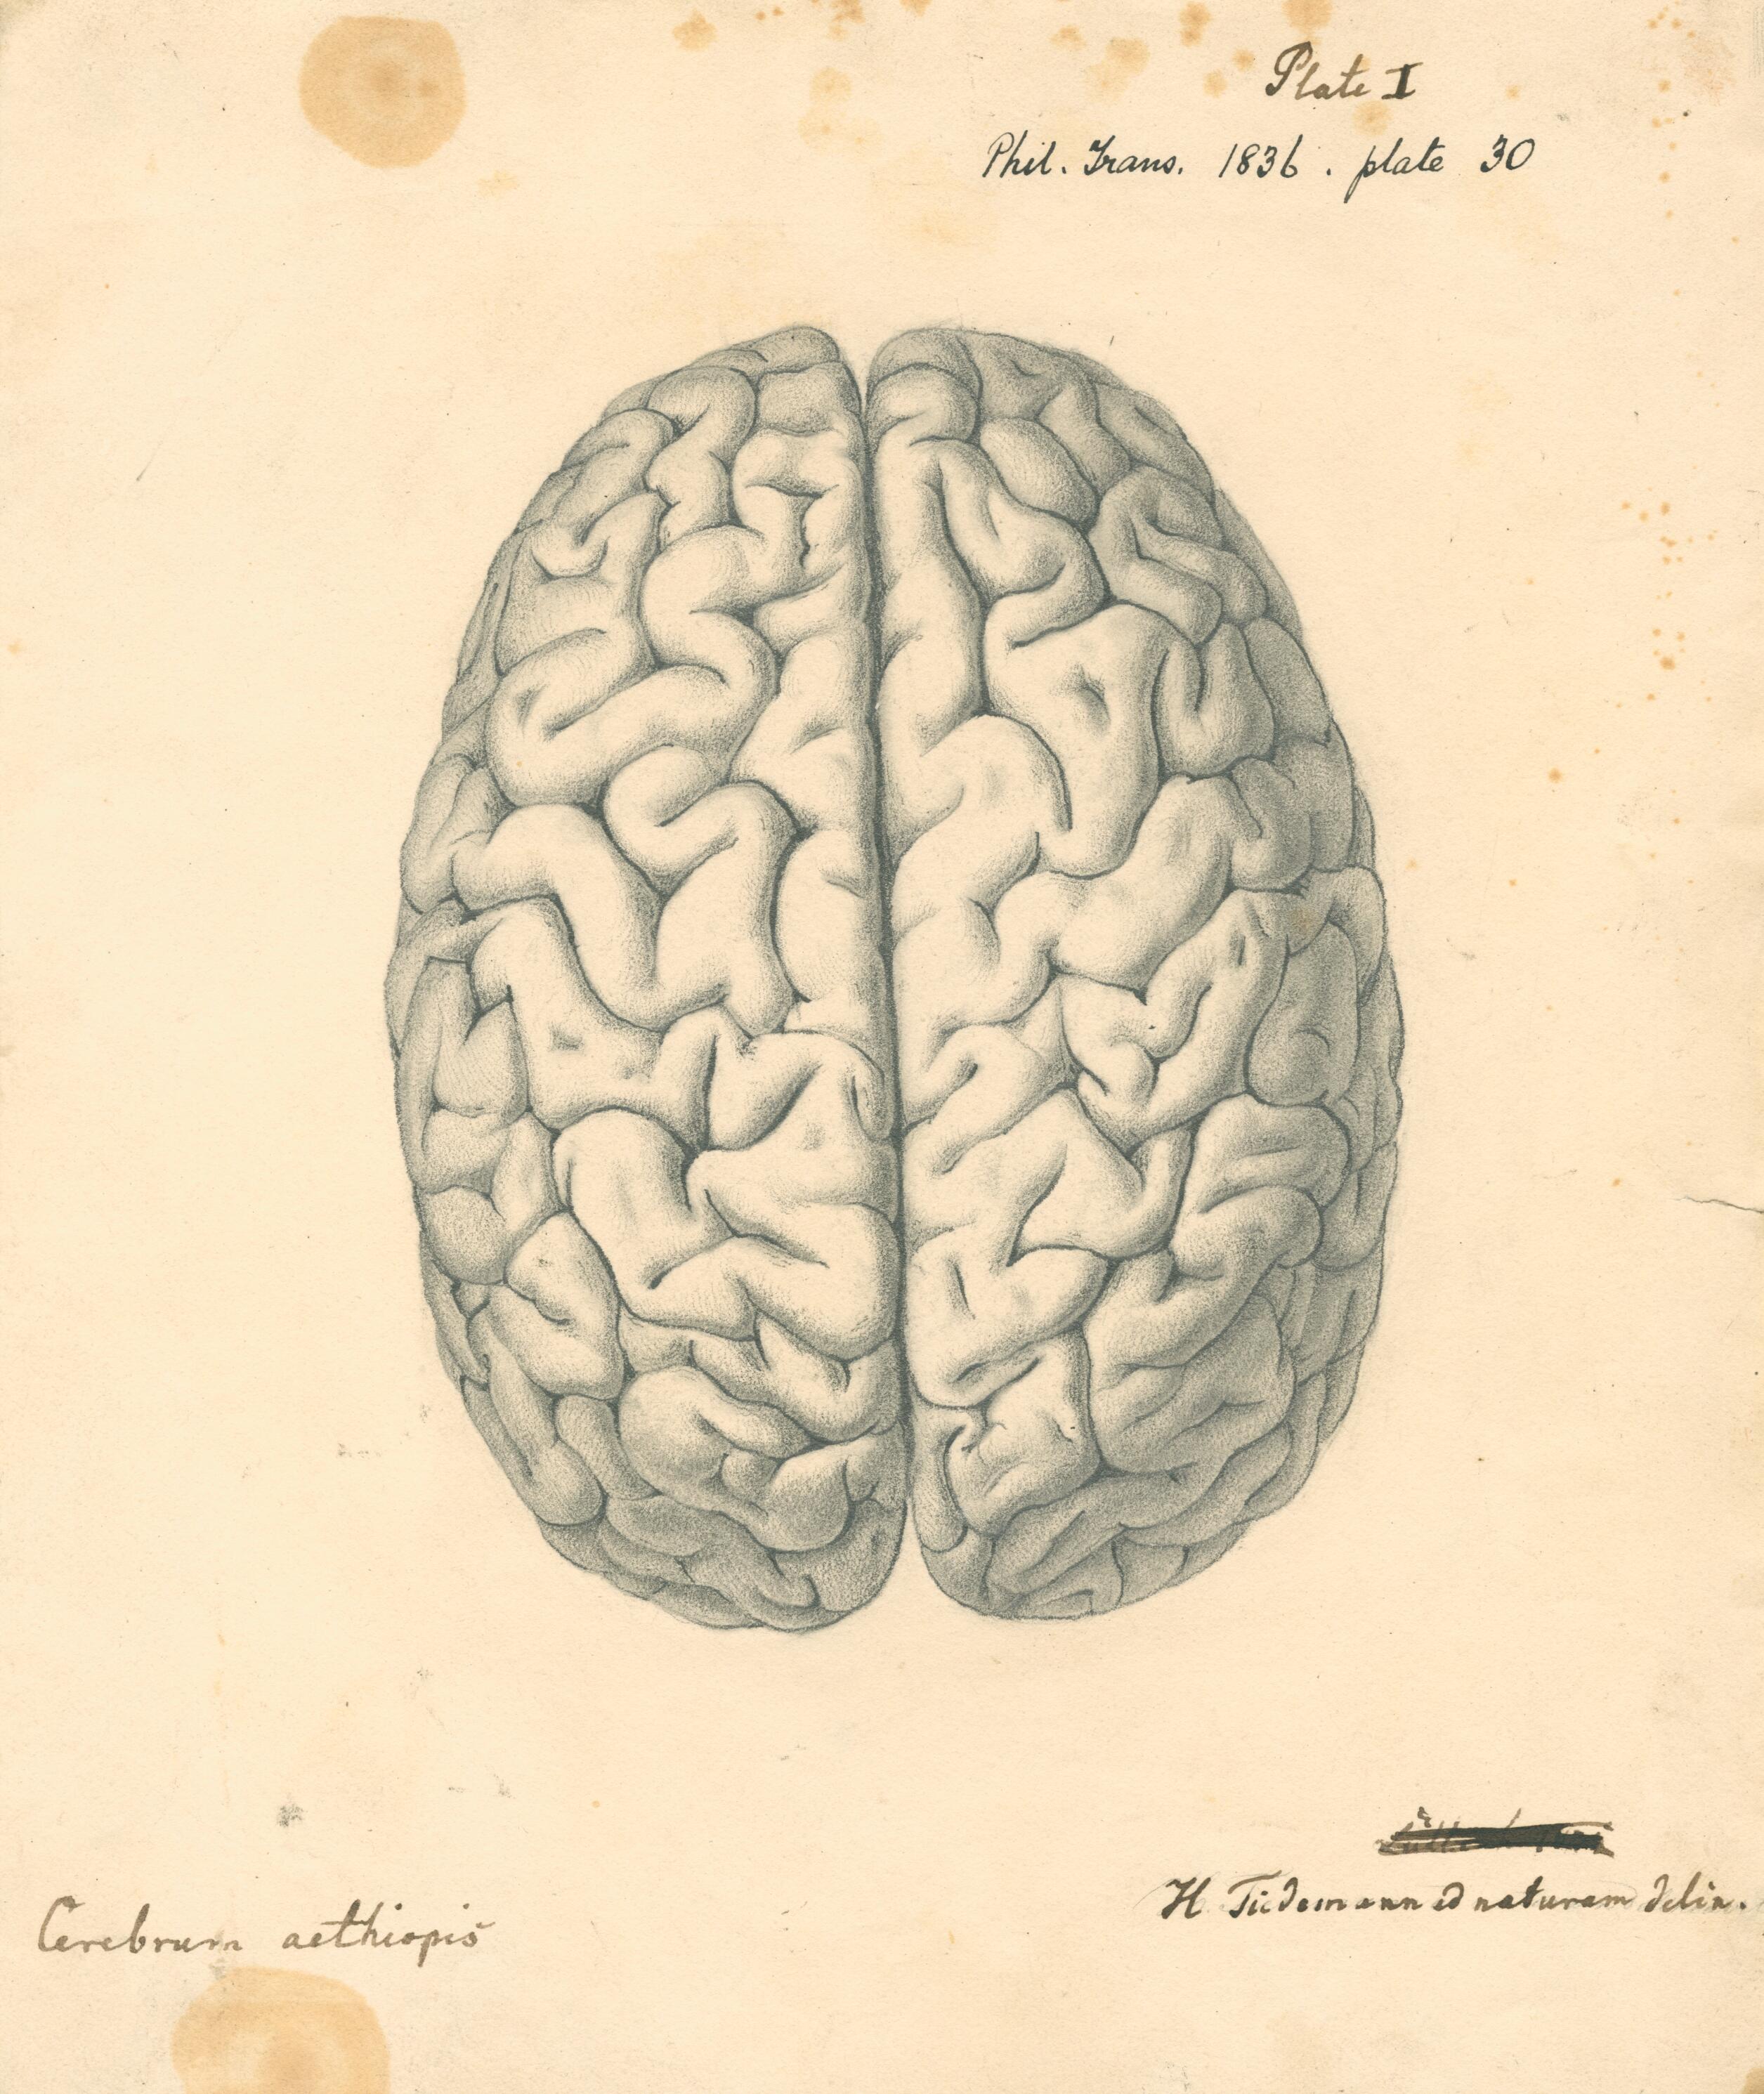 Plate I
Phil. Trans. 1836. plate 30
Cerebrum aethiopis
H Tiedemann ad naturam delin.